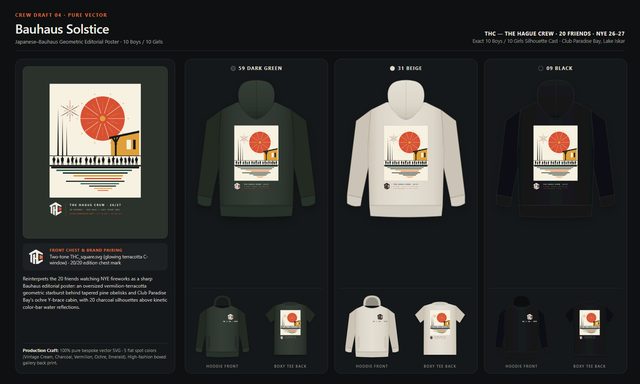 CREW DRAFT 04 · PURE VECTOR
Bauhaus Solstice
Japanese–Bauhaus Geometric Editorial Poster · 10 Boys / 10 Girls
THC — THE HAGUE CREW · 20 FRIENDS · NYE 26–27
Exact 10 Boys / 10 Girls Silhouette Cast · Club Paradise Bay, Lake Iskar
THC
THE HAGUE CREW · 26/27
FRONT CHEST & BRAND PAIRING
Two-tone THC_square.svg (glowing terracotta C-
window) · 20/20 edition chest mark
Reinterprets the 20 friends watching NYE fireworks as a sharp
Bauhaus editorial poster: an oversized vermilion-terracotta
geometric starburst behind tapered pine obelisks and Club Paradise
Bay's ochre Y-brace cabin, with 20 charcoal silhouettes above kinetic
color-bar water reflections.
Production Craft: 100% pure bespoke vector SVG · 5 flat spot colors
(Vintage Cream, Charcoal, Vermilion, Ochre, Emerald). High-fashion boxed
gallery back print.
59 DARK GREEN
HOODIE FRONT
BOXY TEE BACK
31 BEIGE
HOODIE FRONT
BOXY TEE BACK
09 BLACK
HOODIE FRONT
BOXY TEE BACK